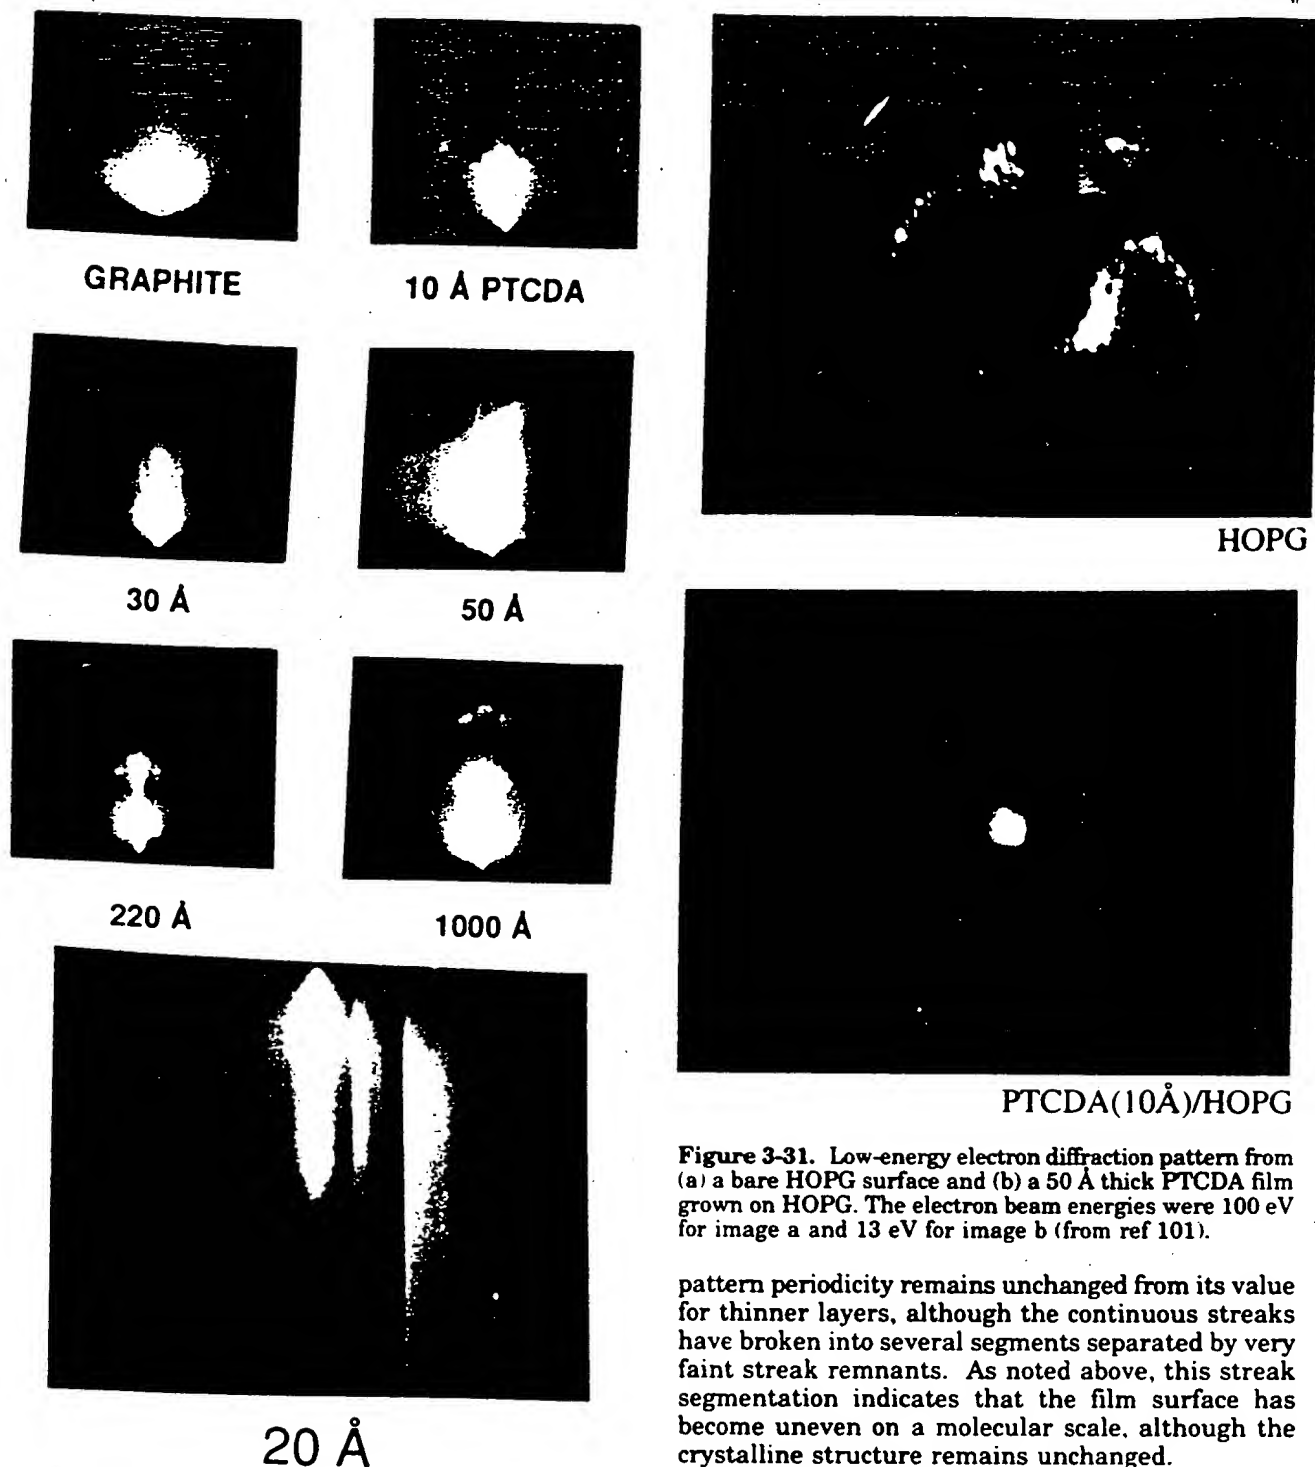 GRAPHITE
10 Å PTCDA
30 Å
50 Å
220 Å
1000 Å
20 Å
HOPG
PTCDA(10Å)/HOPG
Figure 3-31. Low-energy electron diffraction pattern from
(a) a bare HOPG surface and (b) a 50 Å thick PTCDA film
grown on HOPG. The electron beam energies were 100 eV
for image a and 13 eV for image b (from ref 101).
pattern periodicity remains unchanged from its value
for thinner layers, although the continuous streaks
have broken into several segments separated by very
faint streak remnants. As noted above, this streak
segmentation indicates that the film surface has
become uneven on a molecular scale, although the
crystalline structure remains unchanged.